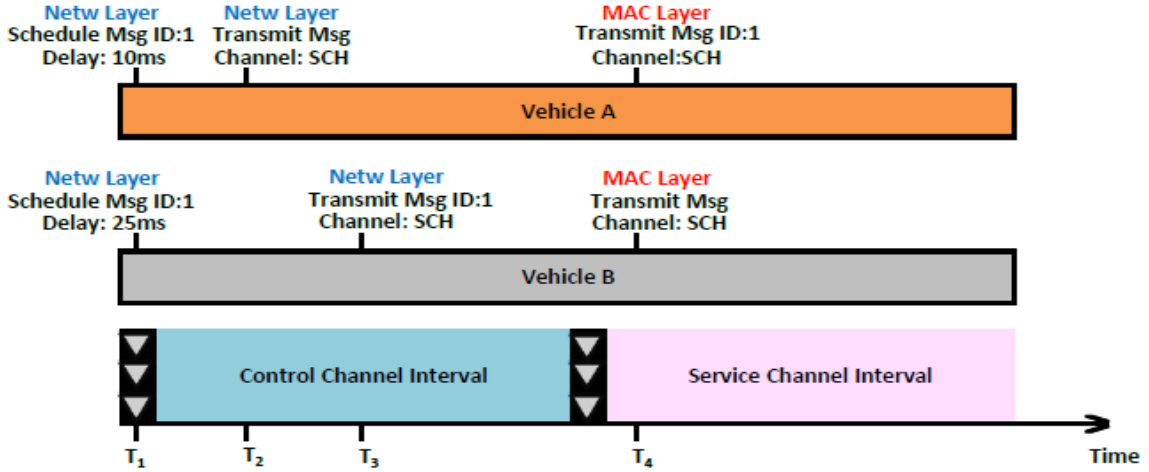 Netw Layer
Schedule Msg ID:1
Delay: 10ms
Netw Layer
Transmit Msg
Channel: SCH
MAC Layer
Transmit Msg ID:1
Channel:SCH
Vehicle A
Netw Layer
Schedule Msg ID:1
Delay: 25ms
Netw Layer
Transmit Msg ID:1
Channel: SCH
MAC Layer
Transmit Msg
Channel: SCH
Vehicle B
Control Channel Interval
Service Channel Interval
T1
T2
T3
T4
Time